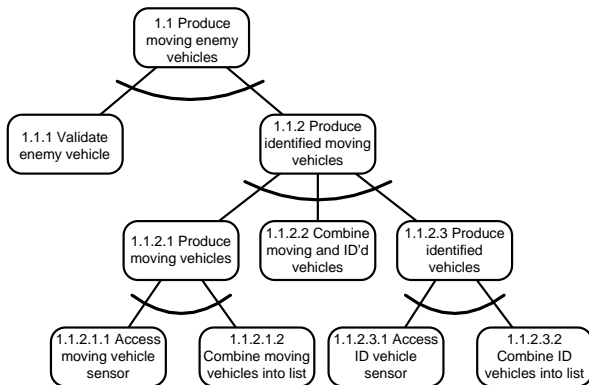 1.1 Produce
moving enemy
vehicles
1.1.1 Validate
enemy vehicle
1.1.2 Produce
identified moving
vehicles
1.1.2.1 Produce
moving vehicles
1.1.2.2 Combine
moving and ID'd
vehicles
1.1.2.3 Produce
identified
vehicles
1.1.2.1.1 Access
moving vehicle
sensor
1.1.2.1.2
Combine moving
vehicles into list
1.1.2.3.1 Access
ID vehicle
sensor
1.1.2.3.2
Combine ID
vehicles into list